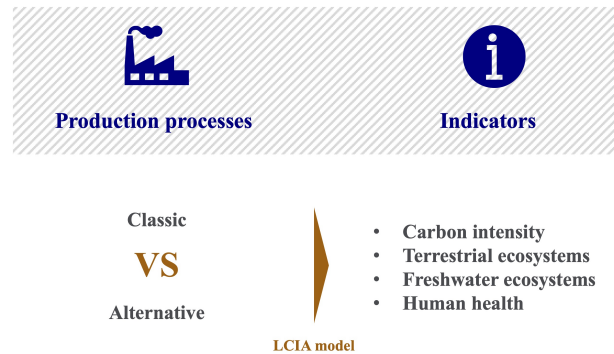 Production processes
Indicators
Classic
VS
Alternative
LCIA model
• Carbon intensity
• Terrestrial ecosystems
• Freshwater ecosystems
• Human health